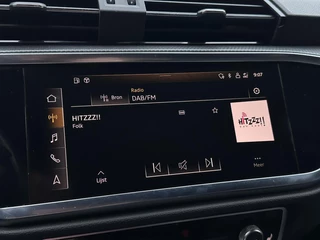 9:07
Radio
Bron
DAB/FM
HITZZZ!!
Folk
HiTZZZ!!
Lijst
Meer